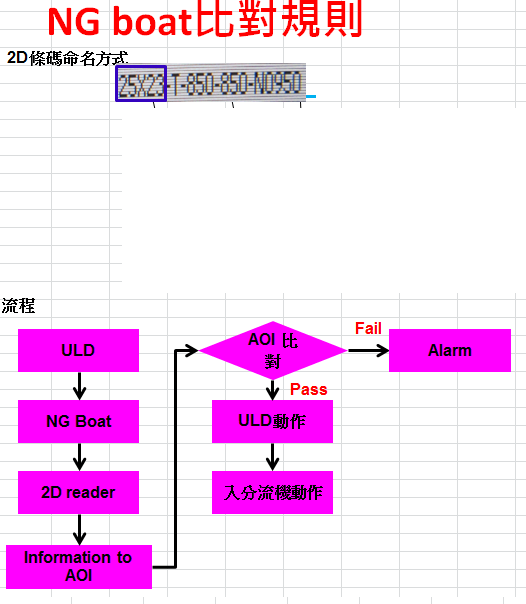 NG boat比對規則
2D條碼命名方式
25X23-T-850-850-N0950
流程
ULD
NG Boat
2D reader
Information to
AOI
AOI 比
對
Fail
Alarm
Pass
ULD動作
入分流機動作